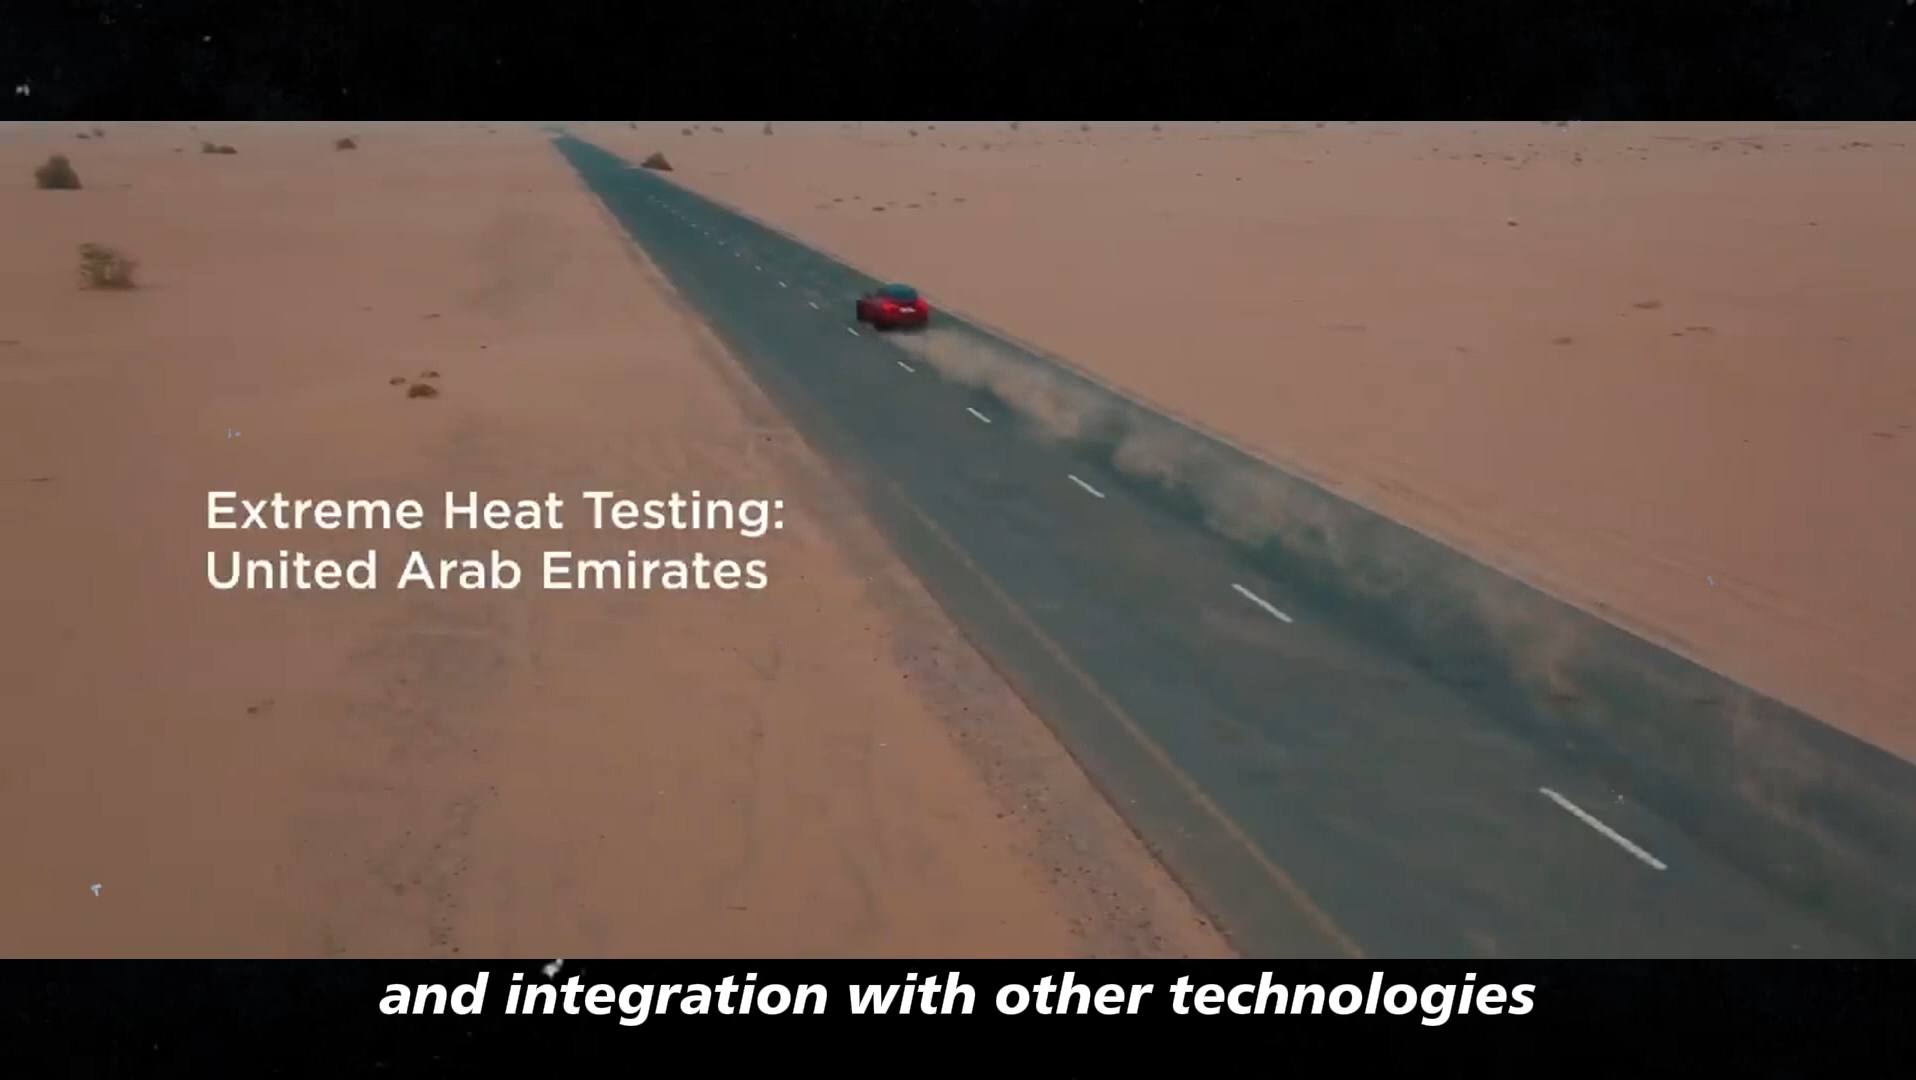 Extreme Heat Testing:
United Arab Emirates
and integration with other technologies